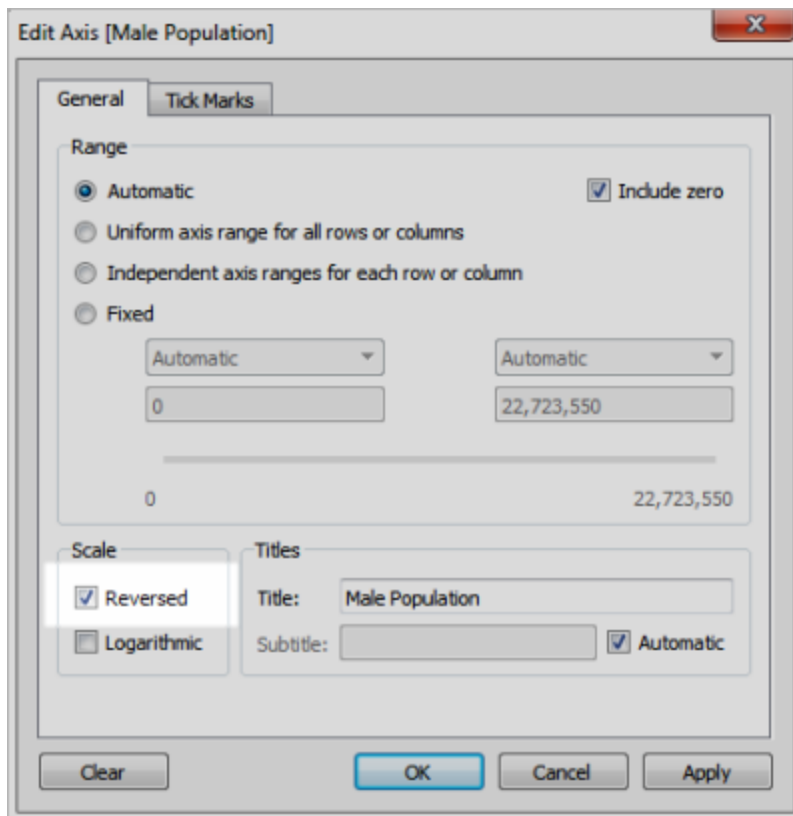 Edit Axis [Male Population]
General Tick Marks
Range
Automatic Include zero
Uniform axis range for all rows or columns
Independent axis ranges for each row or column
Fixed
Automatic Automatic
0 22,723,550
0 22,723,550
Scale Titles
Reversed Title: Male Population
Logarithmic Subtitle: Automatic
Clear OK Cancel Apply